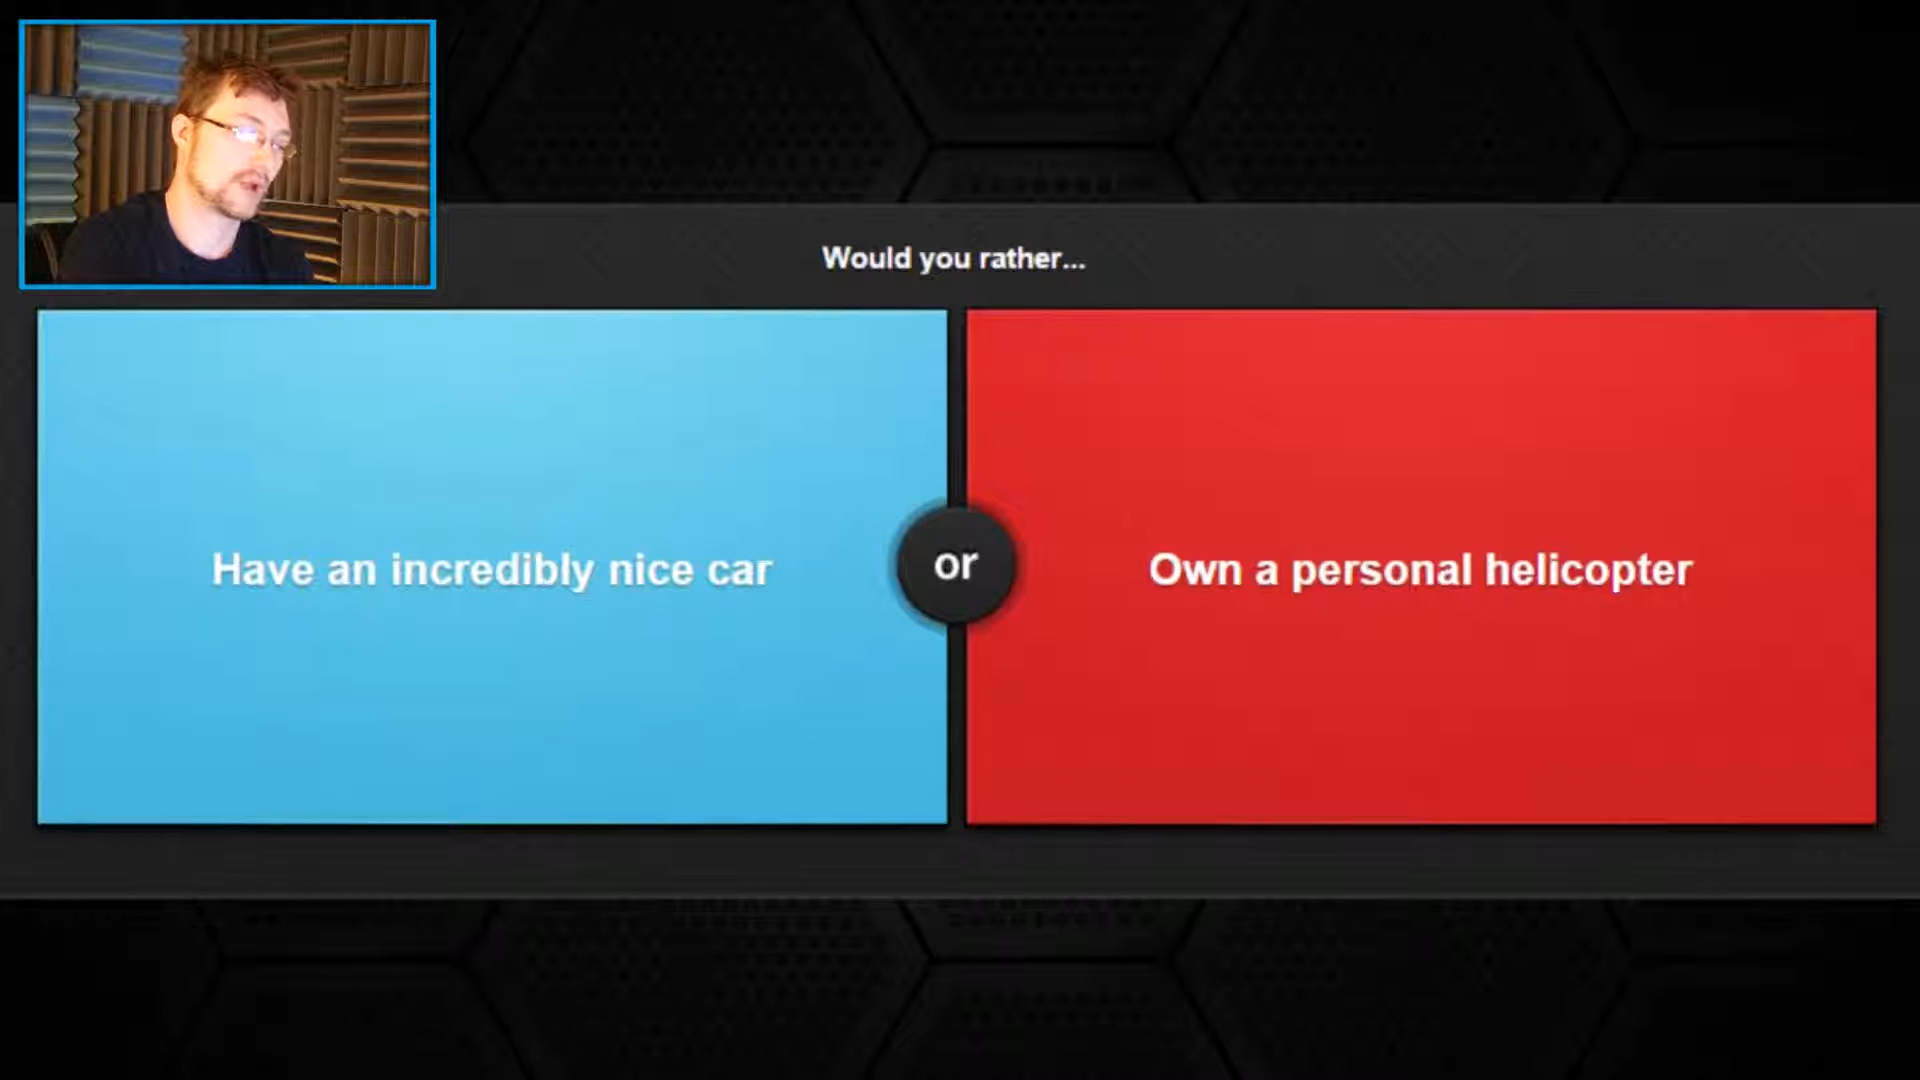 Would you rather...
Have an incredibly nice car
or
Own a personal helicopter